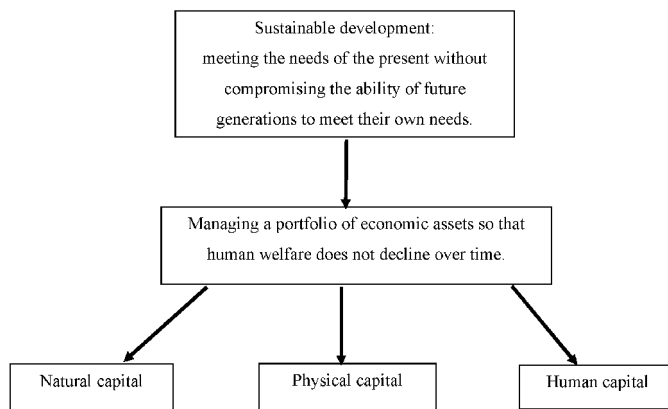 Sustainable development:
meeting the needs of the present without
compromising the ability of future
generations to meet their own needs.
Managing a portfolio of economic assets so that
human welfare does not decline over time.
Natural capital
Physical capital
Human capital